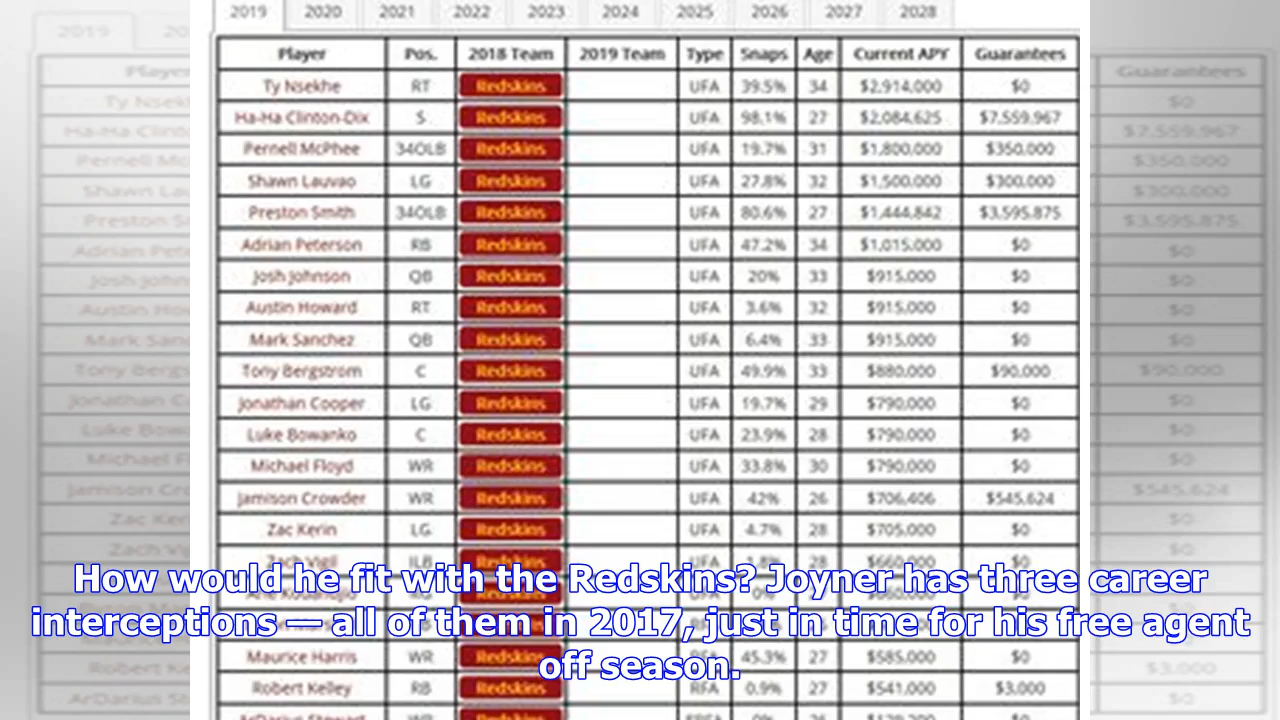 2019 2020 2021 2022 2023 2024 2025 2026 2027 2028
Player Pos. 2018 Team 2019 Team Type Snaps Age Current APY Guarantees
Ty Nsekhe RT Redskins UFA 39.5% 34 $2,914,000 $0
Ha-Ha Clinton-Dix S Redskins UFA 98.1% 27 $2,084,625 $7,559,967
Pernell McPhee 34OLB Redskins UFA 19.7% 31 $1,800,000 $350,000
Shawn Lauvao LG Redskins UFA 27.8% 32 $1,500,000 $300,000
Preston Smith 34OLB Redskins UFA 80.6% 27 $1,444,842 $3,595,875
Adrian Peterson RB Redskins UFA 47.2% 34 $1,015,000 $0
Josh Johnson QB Redskins UFA 20% 33 $915,000 $0
Austin Howard RT Redskins UFA 3.6% 32 $915,000 $0
Mark Sanchez QB Redskins UFA 6.4% 33 $915,000 $0
Tony Bergstrom C Redskins UFA 49.9% 33 $880,000 $90,000
Jonathan Cooper LG Redskins UFA 19.7% 29 $790,000 $0
Luke Bowanko C Redskins UFA 23.9% 28 $790,000 $0
Michael Floyd WR Redskins UFA 33.8% 30 $790,000 $0
Jamison Crowder WR Redskins UFA 42% 26 $706,406 $545,624
Zac Kerin LG Redskins UFA 4.7% 28 $705,000 $0
Zach Vigil ILB Redskins UFA 1.8% 28 $660,000 $0
How would he fit with the Redskins? Joyner has three career
interceptions — all of them in 2017, just in time for his free agent
off season.
Maurice Harris WR Redskins UFA 45.3% 27 $585,000 $0
Robert Kelley RB Redskins RFA 0.9% 27 $541,000 $3,000